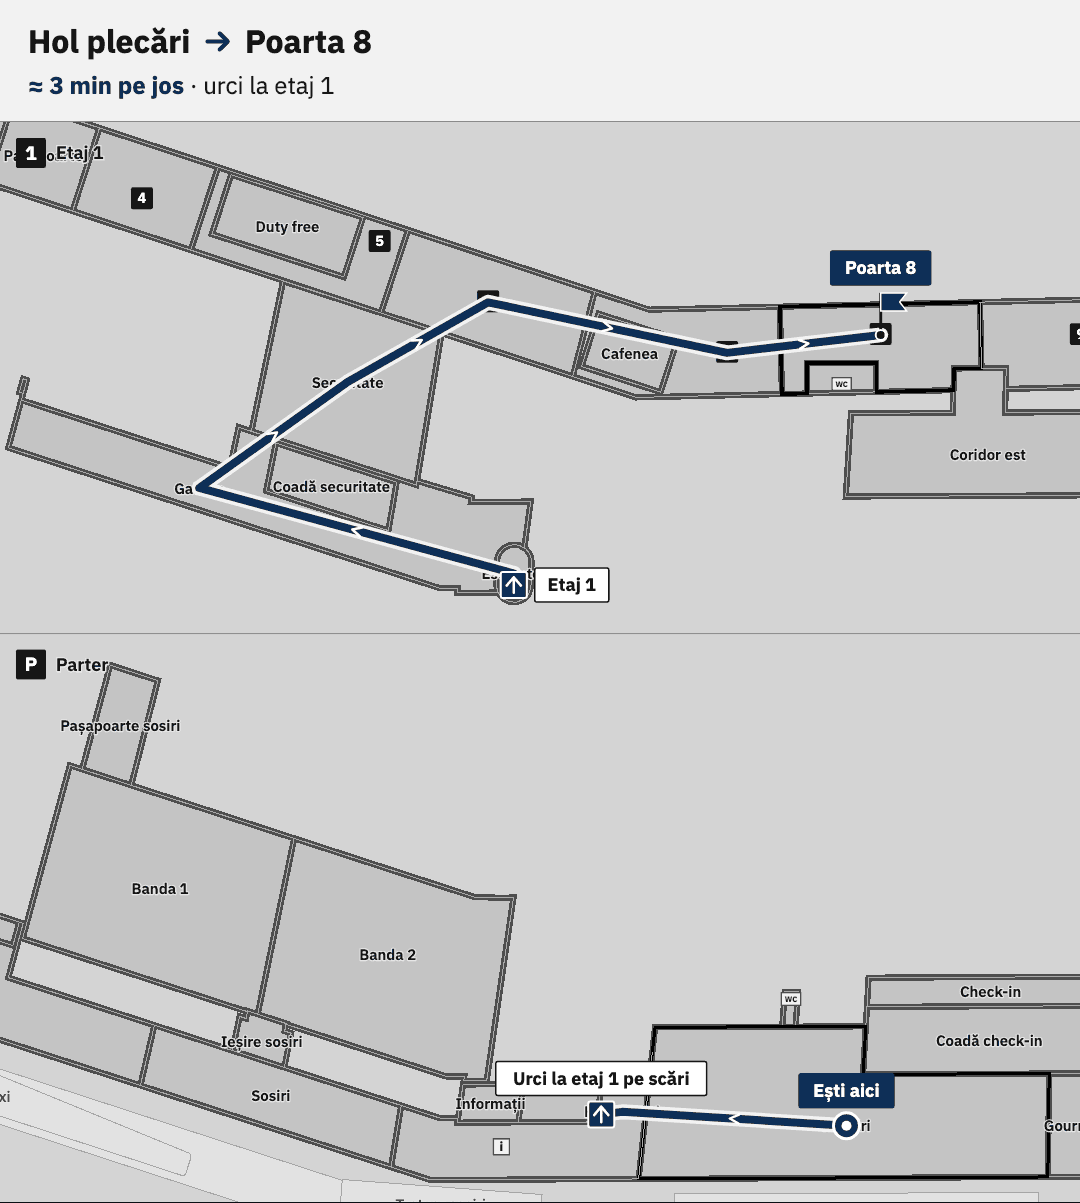 Hol plecări → Poarta 8
≈ 3 min pe jos · urci la etaj 1
1 Etaj 1
4
Duty free
5
Poarta 8
Cafenea
wc
Coridor est
Coadă securitate
Etaj 1
P Parter
Pașapoarte sosiri
Banda 1
Banda 2
wc
Check-in
Coadă check-in
Ieșire sosiri
Urci la etaj 1 pe scări
Ești aici
Sosiri
Informații
i